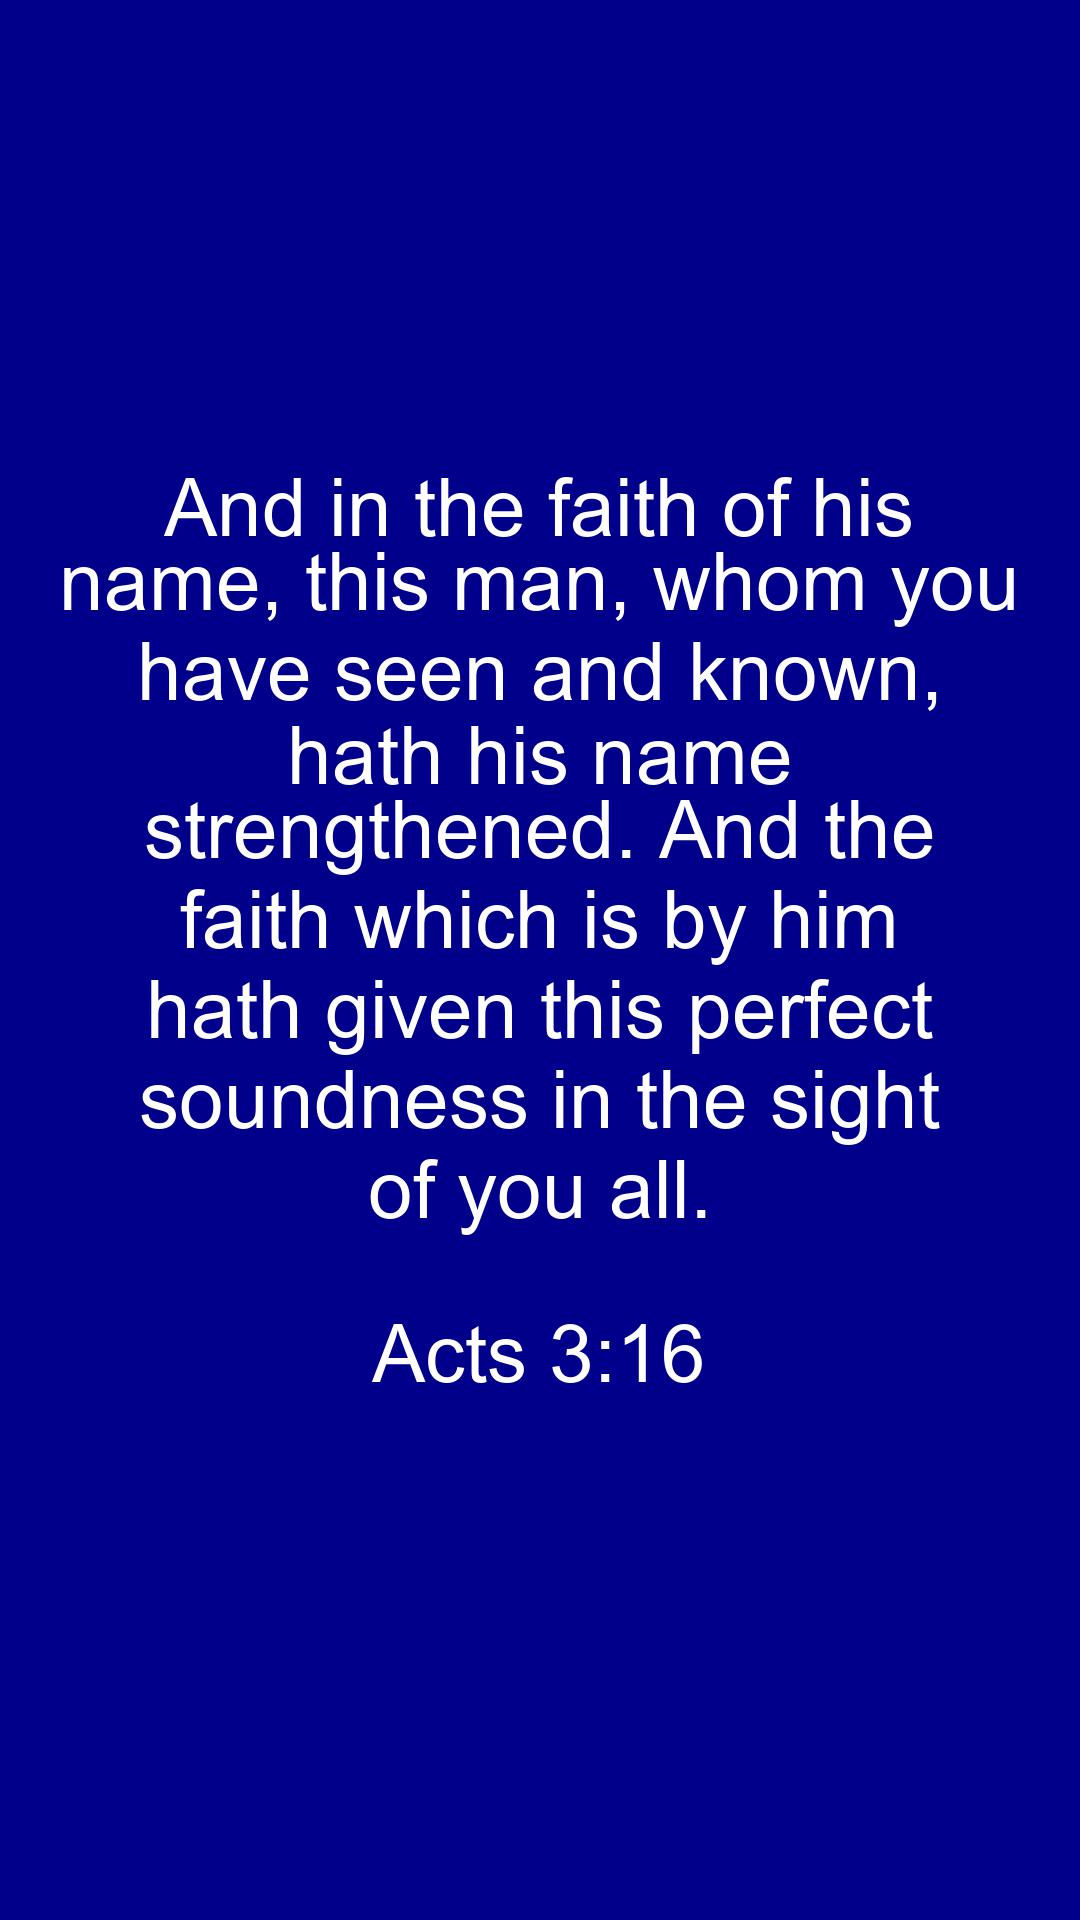 And in the faith of his
name, this man, whom you
have seen and known,
hath his name
strengthened. And the
faith which is by him
hath given this perfect
soundness in the sight
of you all.
Acts 3:16